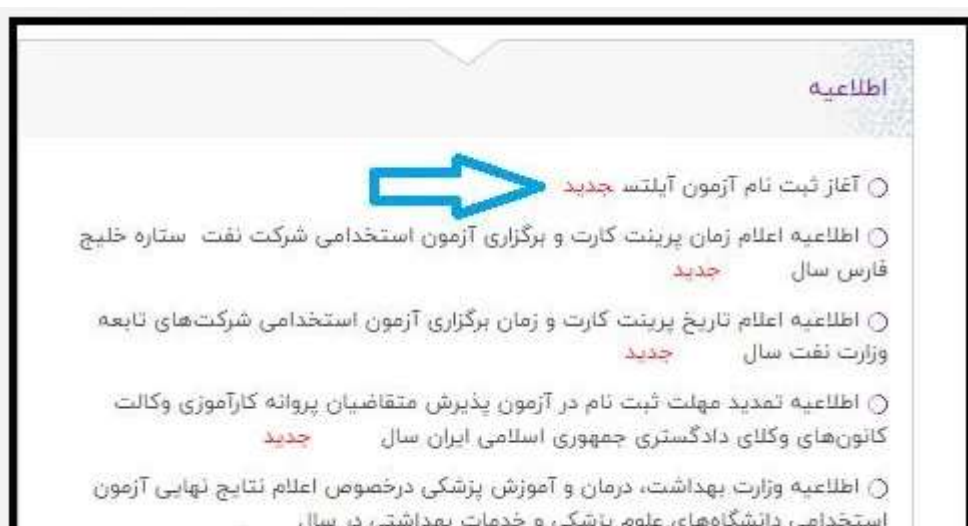 اطلاعیه
آغاز ثبت نام آزمون آیلتس جدید
اطلاعیه اعلام زمان پرینت کارت و برگزاری آزمون استخدامی شرکت نفت ستاره خلیج
فارس سال جدید
اطلاعیه اعلام تاریخ پرینت کارت و زمان برگزاری آزمون استخدامی شرکت‌های تابعه
وزارت نفت سال جدید
اطلاعیه تمدید مهلت ثبت نام در آزمون پذیرش متقاضیان پروانه کارآموزی وکالت
کانون‌های وکلای دادگستری جمهوری اسلامی ایران سال جدید
اطلاعیه وزارت بهداشت، درمان و آموزش پزشکی درخصوص اعلام نتایج نهایی آزمون
استخدامی دانشگاه‌های علوم پزشکی و خدمات بهداشتی در سال